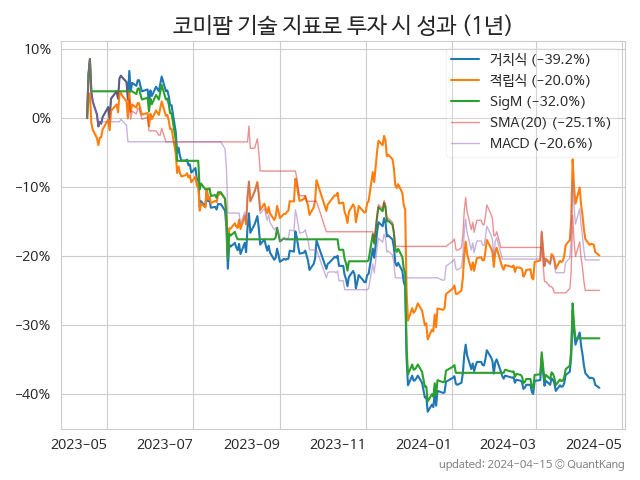 코미팜 기술 지표로 투자 시 성과 (1년)
거치식 (−39.2%)
적립식 (−20.0%)
SigM (−32.0%)
SMA(20) (−25.1%)
MACD (−20.6%)
10%
0%
−10%
−20%
−30%
−40%
2023−05 2023−07 2023−09 2023−11 2024−01 2024−03 2024−05
updated: 2024−04−15 © QuantKang